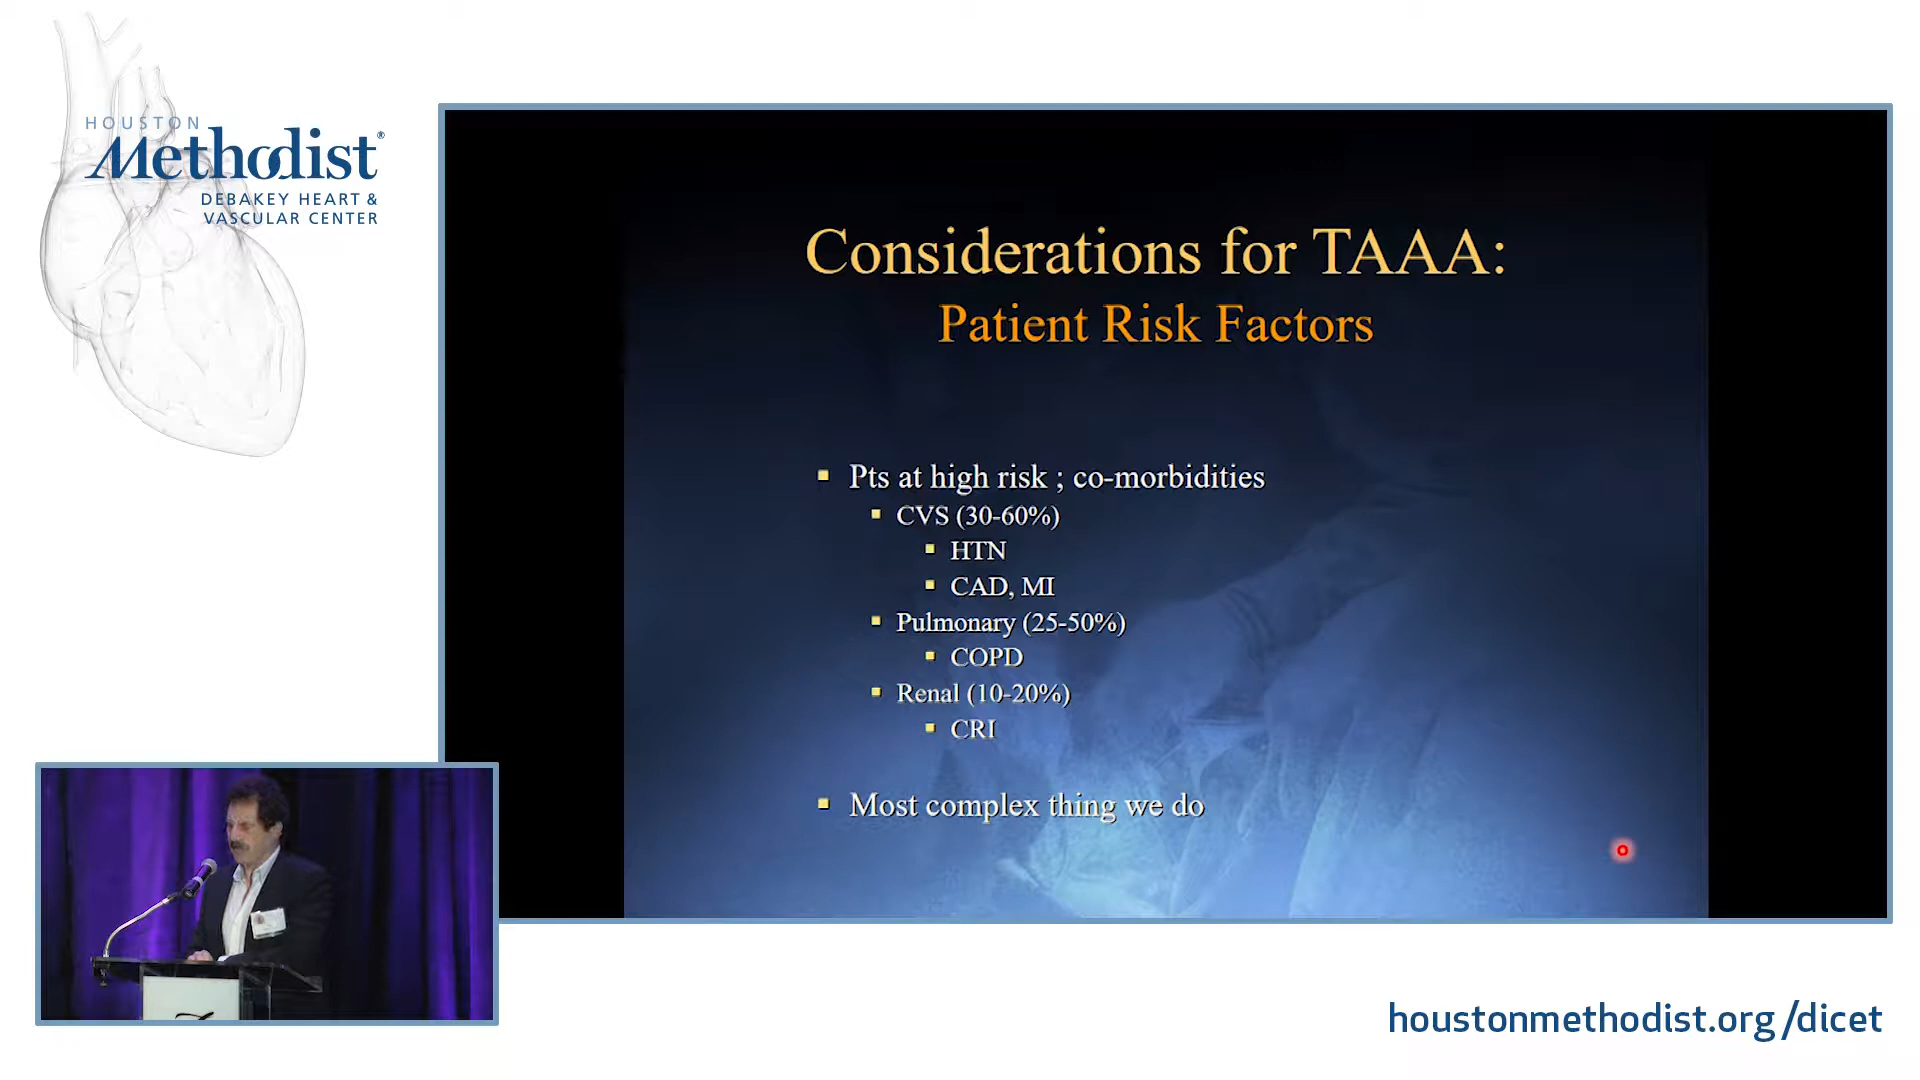 HOUSTON
Methodist®
DEBAKEY HEART &
VASCULAR CENTER
Considerations for TAAA:
Patient Risk Factors
Pts at high risk ; co-morbidities
CVS (30-60%)
HTN
CAD, MI
Pulmonary (25-50%)
COPD
Renal (10-20%)
CRI
Most complex thing we do
houstonmethodist.org/dicet